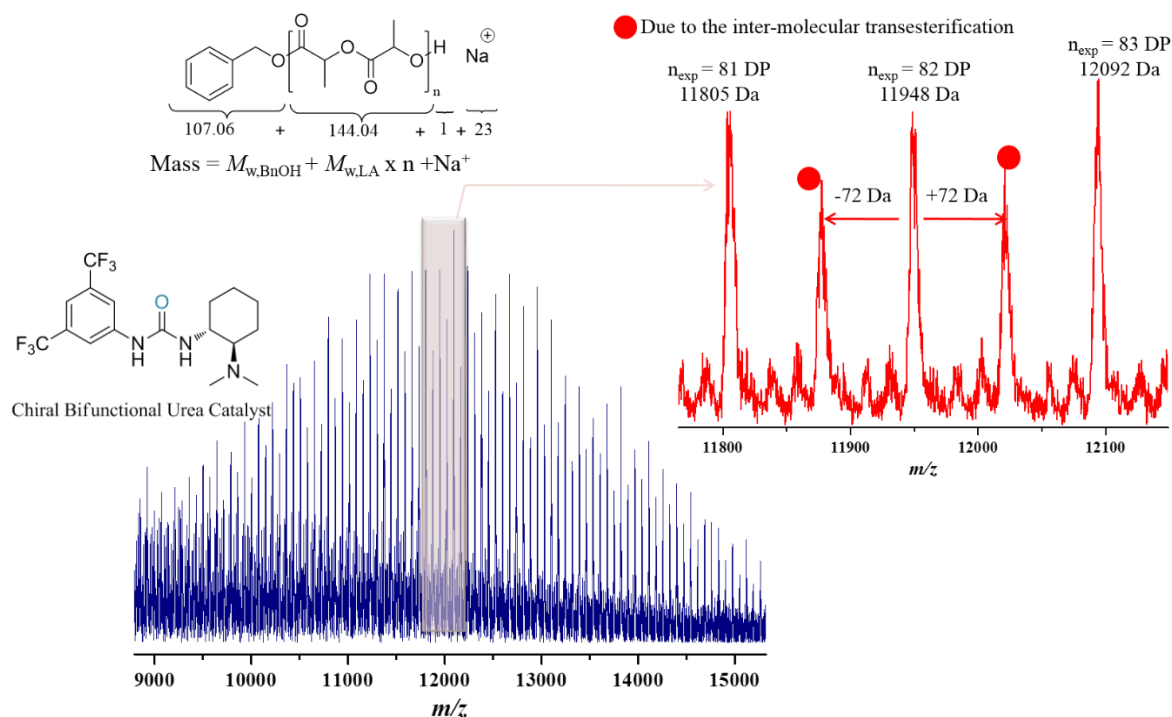 Due to the inter-molecular transesterification
O
O
O
O
O
H
n
Na
+
107.06 + 144.04 + 1 + 23
Mass = Mw,BnOH + Mw,LA x n +Na+
nexp = 81 DP
11805 Da
nexp = 82 DP
11948 Da
nexp = 83 DP
12092 Da
-72 Da
+72 Da
11800 11900 12000 12100
m/z
CF3
F3C
O
N
H
N
H
N
Chiral Bifunctional Urea Catalyst
9000 10000 11000 12000 13000 14000 15000
m/z